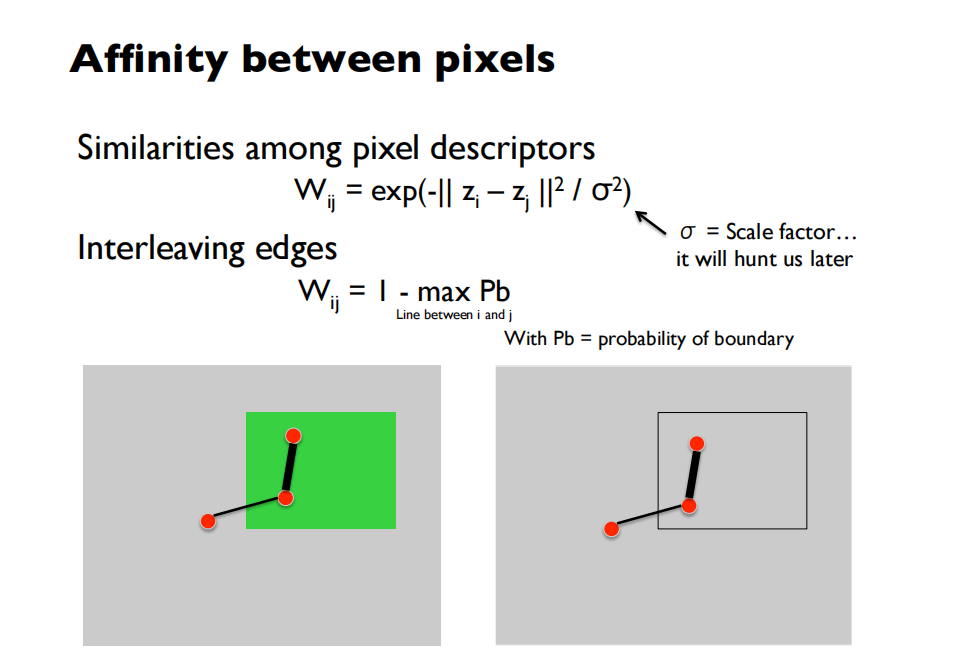 Affinity between pixels
Similarities among pixel descriptors
Wij = exp(-|| zi – zj ||² / σ²)
σ = Scale factor…
it will hunt us later
Interleaving edges
Wij = 1 - max Pb
Line between i and j
With Pb = probability of boundary